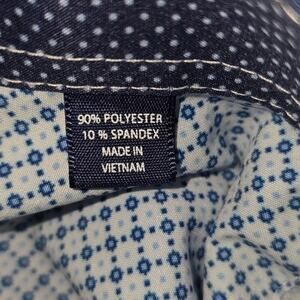 90% POLYESTER
10 % SPANDEX
MADE IN
VIETNAM